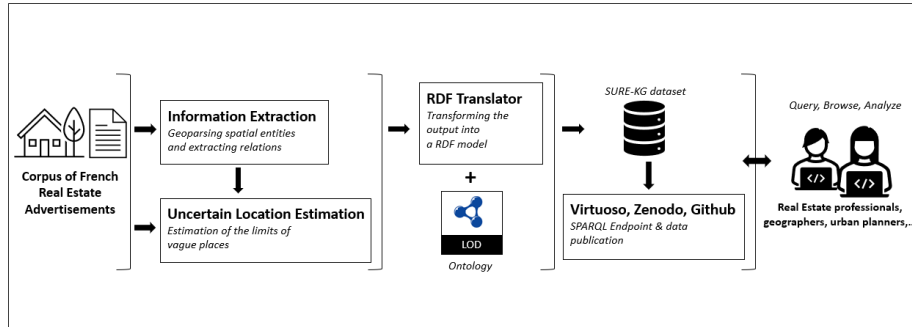 Corpus of French
Real Estate
Advertisements
Information Extraction
Geoparsing spatial entities
and extracting relations
Uncertain Location Estimation
Estimation of the limits of
vague places
RDF Translator
Transforming the
output into
a RDF model
+
LOD
Ontology
SURE-KG dataset
Virtuoso, Zenodo, Github
SPARQL Endpoint & data
publication
Query, Browse, Analyze
</>
</>
Real Estate professionals,
geographers, urban planners,..